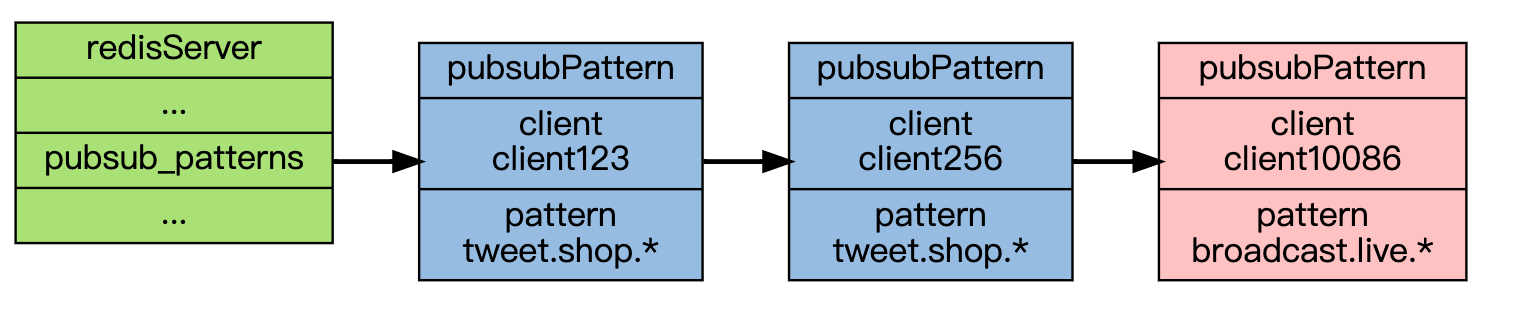 redisServer
...
pubsub_patterns
...
pubsubPattern
client
client123
pattern
tweet.shop.*
pubsubPattern
client
client256
pattern
tweet.shop.*
pubsubPattern
client
client10086
pattern
broadcast.live.*